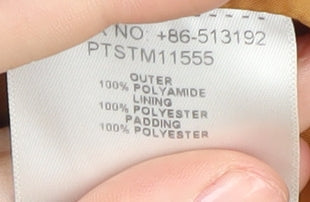 NO: +86-513192
PTSTM11555
OUTER
100% POLYAMIDE
LINING
100% POLYESTER
PADDING
100% POLYESTER